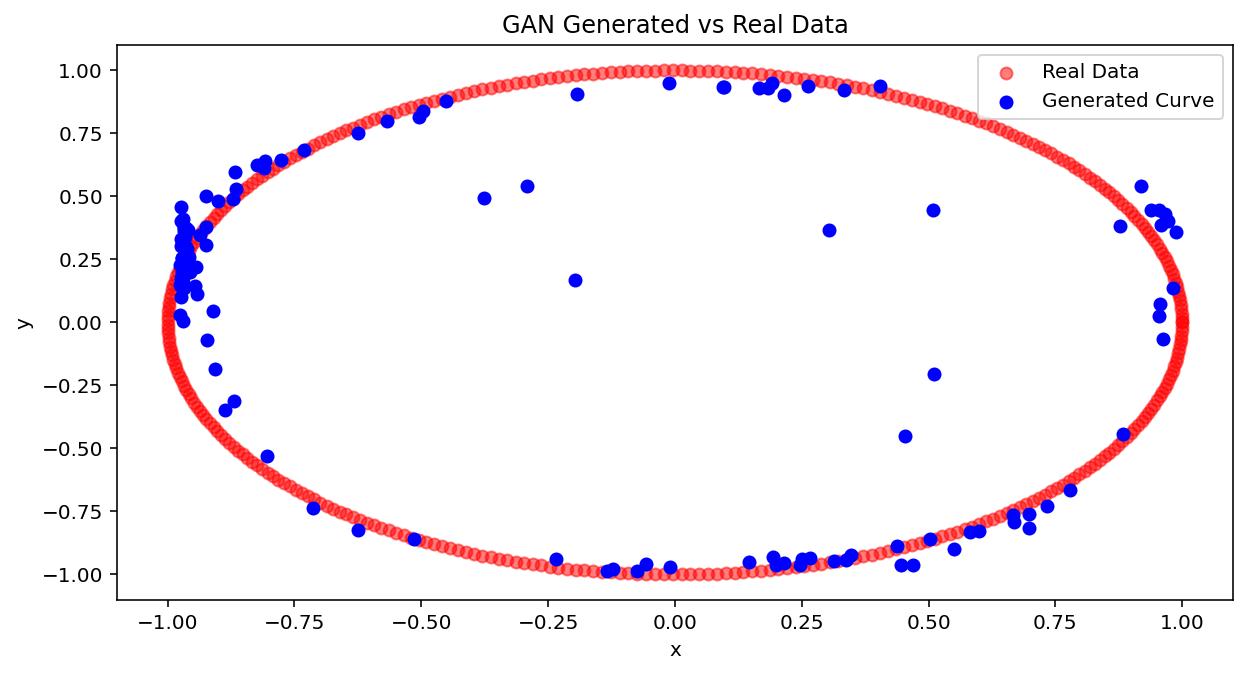 GAN Generated vs Real Data
Real Data
Generated Curve
1.00
0.75
0.50
0.25
0.00
−0.25
−0.50
−0.75
−1.00
y
−1.00 −0.75 −0.50 −0.25 0.00 0.25 0.50 0.75 1.00
x